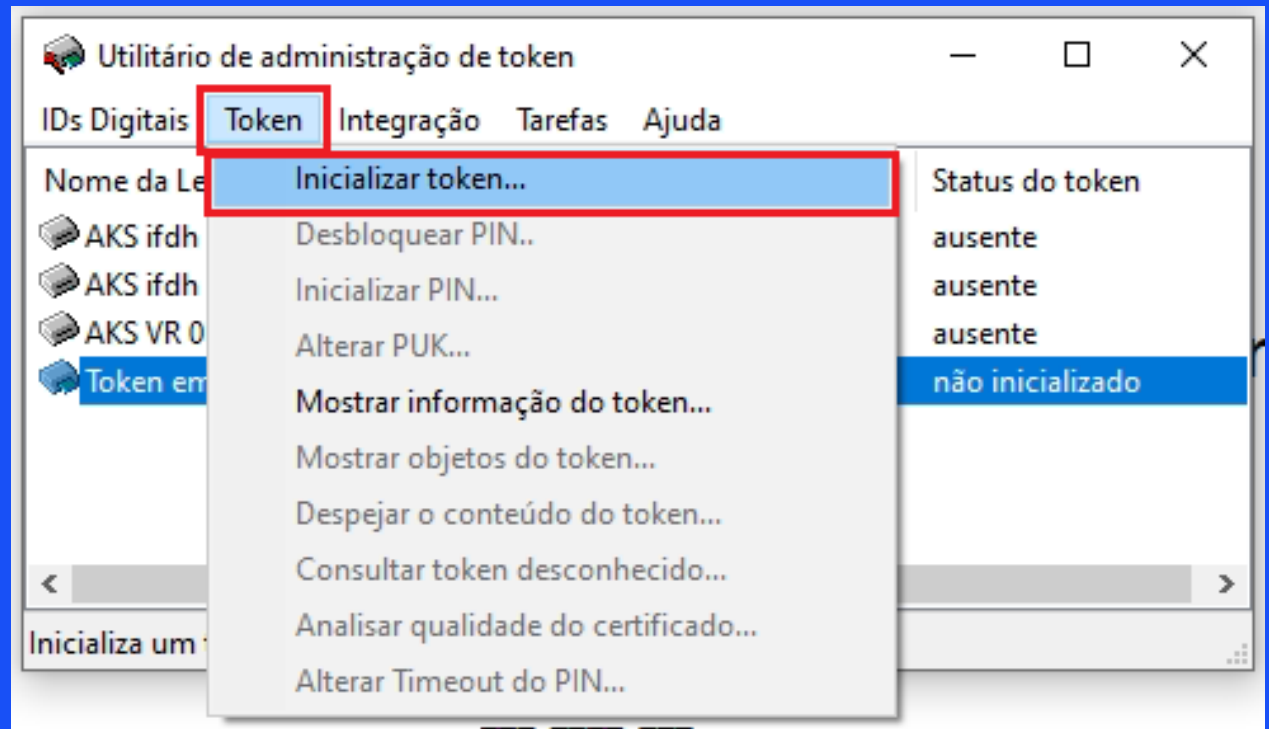 Utilitário de administração de token
IDs Digitais Token Integração Tarefas Ajuda
Nome da Le Status do token
Inicializar token...
AKS ifdh ausente
Desbloquear PIN..
AKS ifdh ausente
Inicializar PIN...
AKS VR 0 ausente
Alterar PUK...
Token em não inicializado
Mostrar informação do token...
Mostrar objetos do token...
Despejar o conteúdo do token...
Consultar token desconhecido...
Analisar qualidade do certificado...
Inicializa um
Alterar Timeout do PIN...